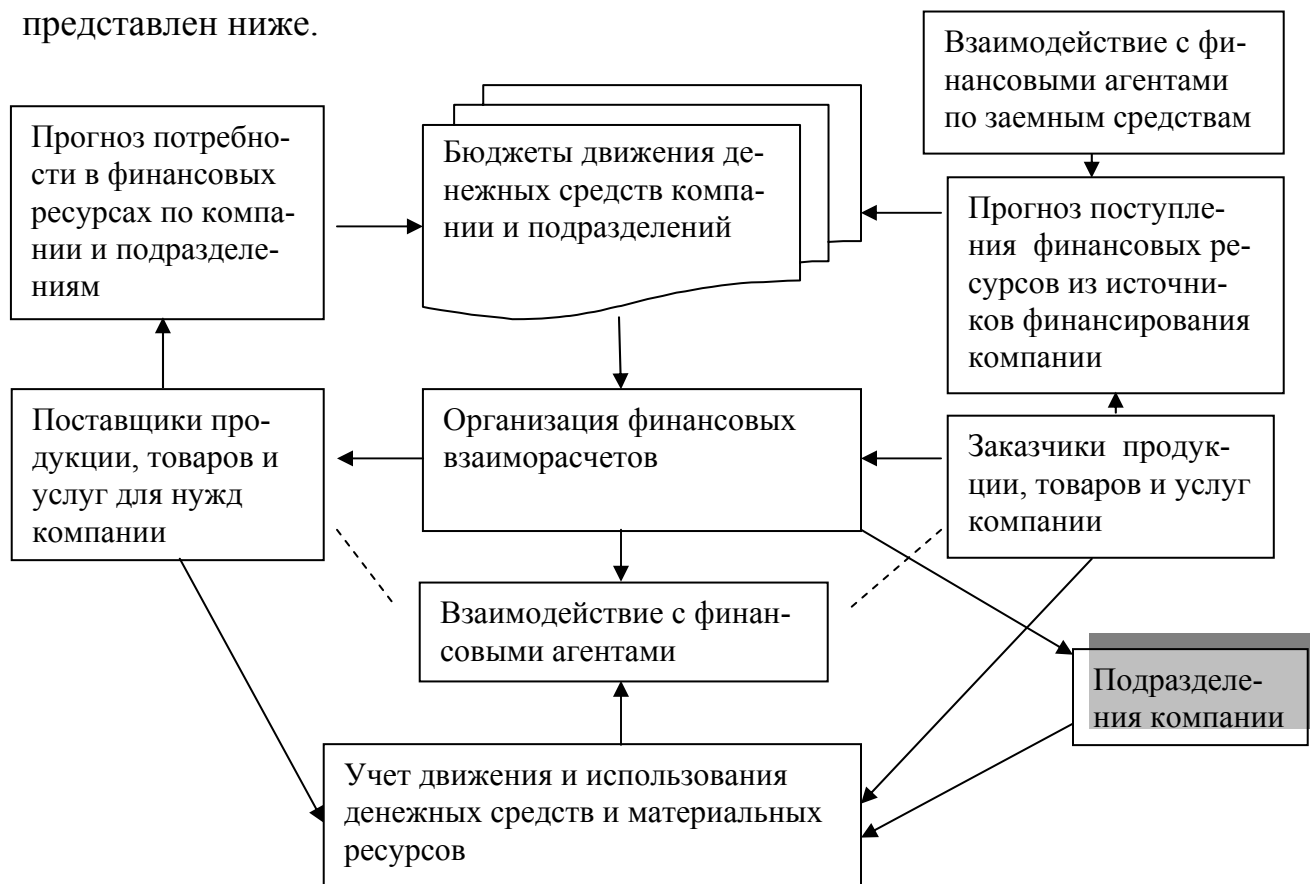 представлен ниже.
Взаимодействие с фи-
нансовыми агентами
по заемным средствам
Прогноз потребно-
сти в финансовых
ресурсах по компа-
нии и подразделе-
ниям
Бюджеты движения де-
нежных средств компа-
нии и подразделений
Прогноз поступле-
ния финансовых ре-
сурсов из источни-
ков финансирования
компании
Поставщики про-
дукции, товаров и
услуг для нужд
компании
Организация финансовых
взаиморасчетов
Заказчики продук-
ции, товаров и услуг
компании
Взаимодействие с финан-
совыми агентами
Подразделе-
ния компании
Учет движения и использования
денежных средств и материальных
ресурсов